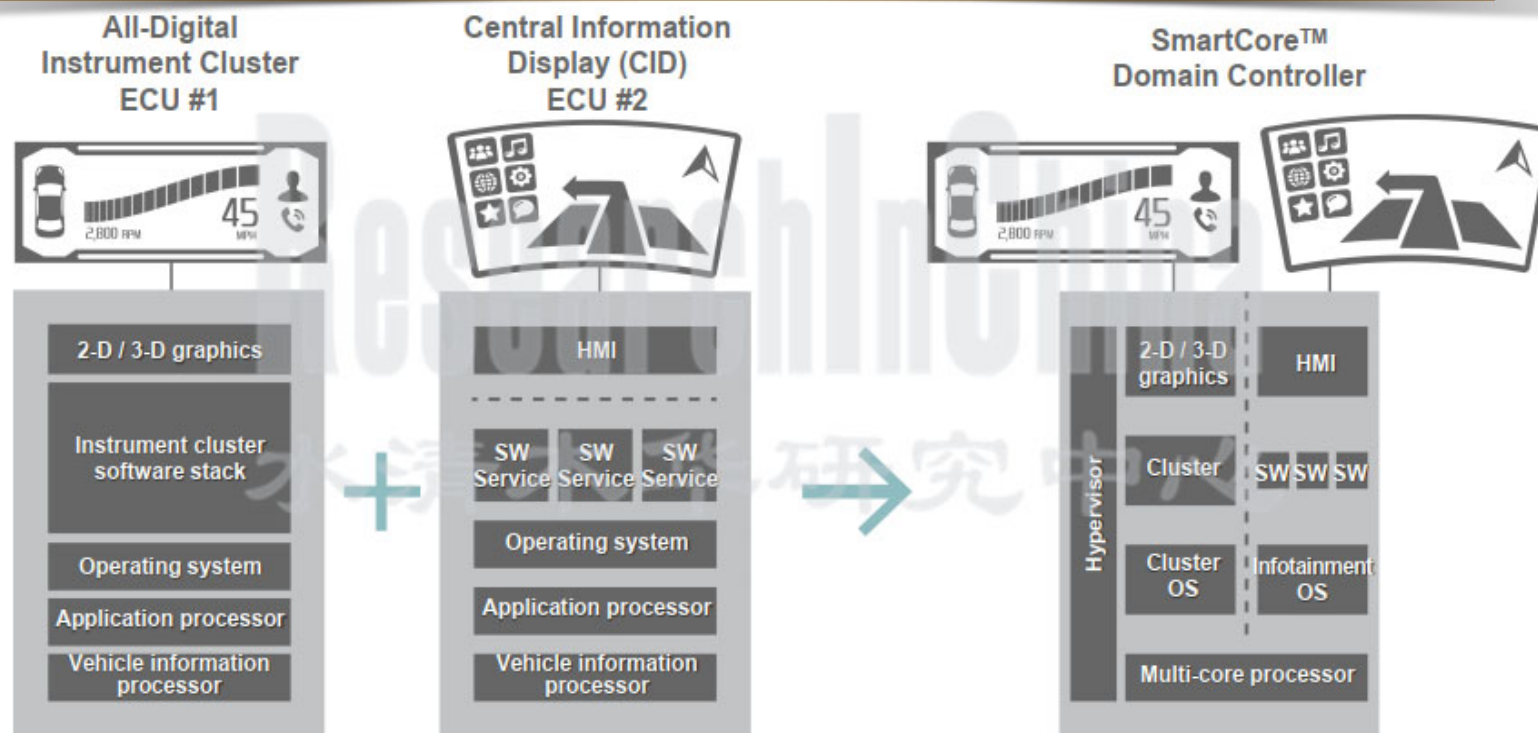 All-Digital
Instrument Cluster
ECU #1
2,800 RPM
45
MPH
2-D / 3-D graphics
Instrument cluster
software stack
Operating system
Application processor
Vehicle information
processor
Central Information
Display (CID)
ECU #2
HMI
SW
Service
SW
Service
SW
Service
Operating system
Application processor
Vehicle information
processor
SmartCore™
Domain Controller
2,800 RPM
45
MPH
Hypervisor
2-D / 3-D
graphics
HMI
Cluster
SW SW SW
Cluster
OS
Infotainment
OS
Multi-core processor
ResearchInChina
水清木华研究中心